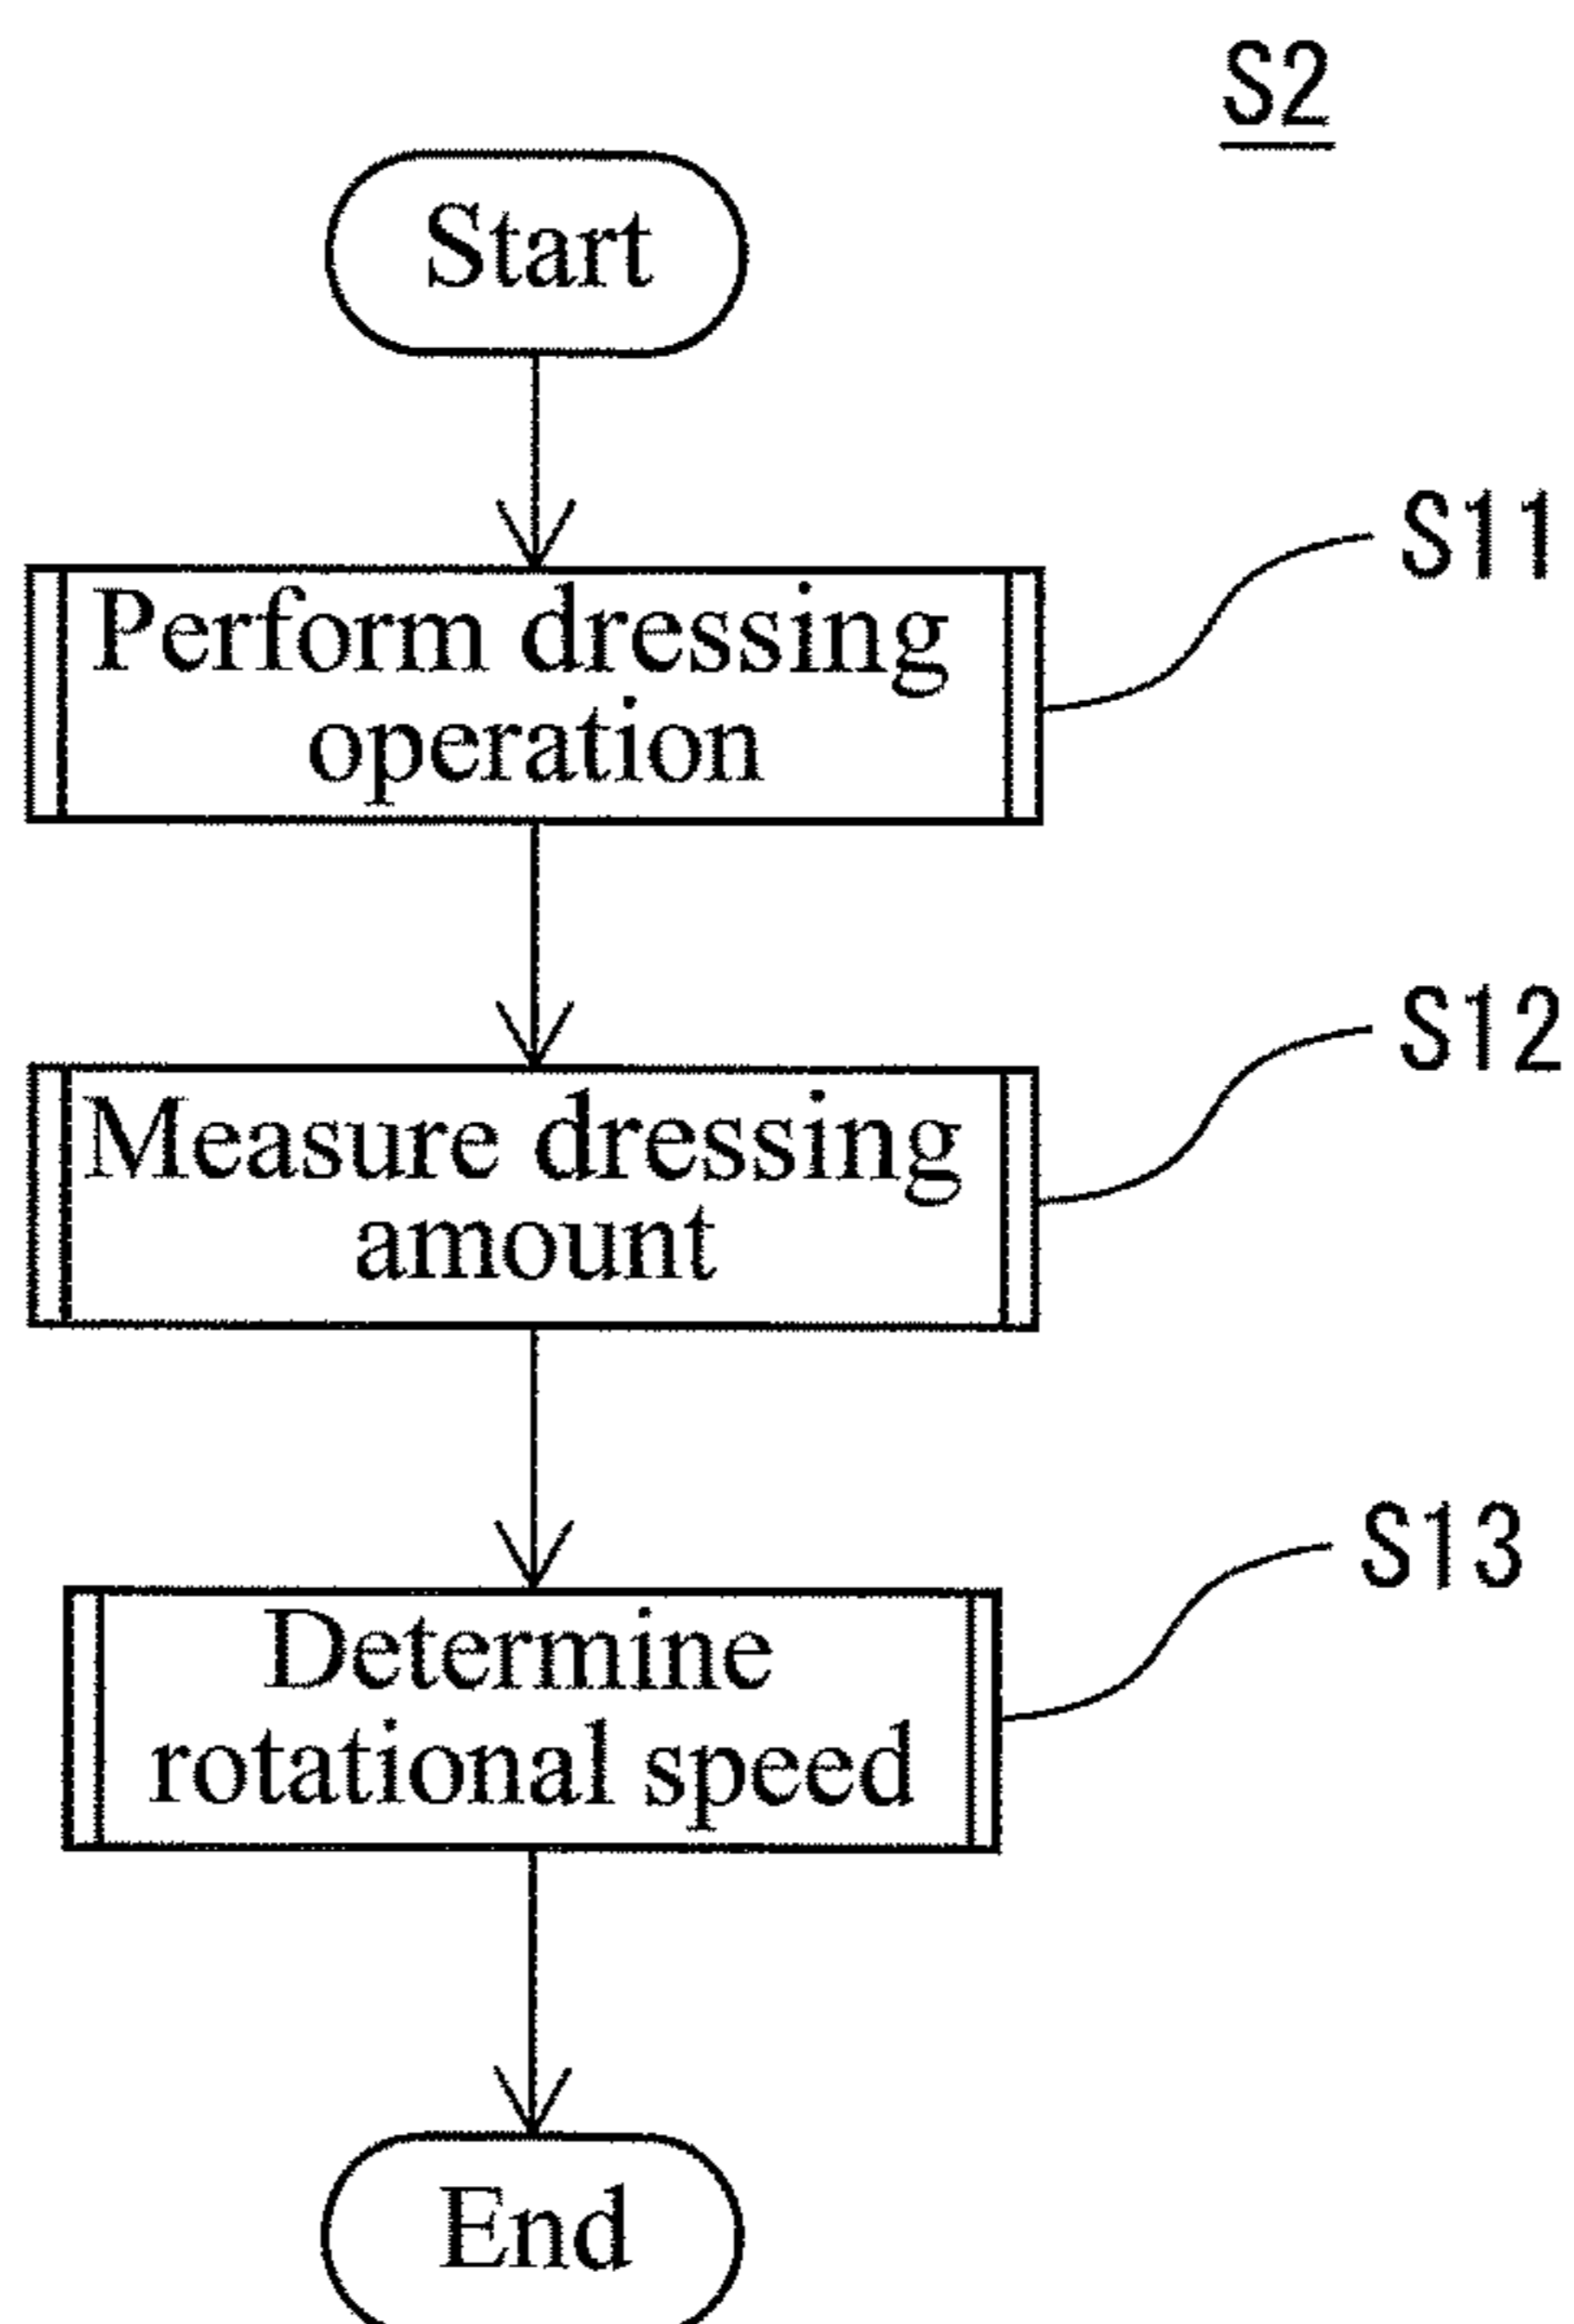 S2
Start
S11
Perform dressing
operation
S12
Measure dressing
amount
S13
Determine
rotational speed
End